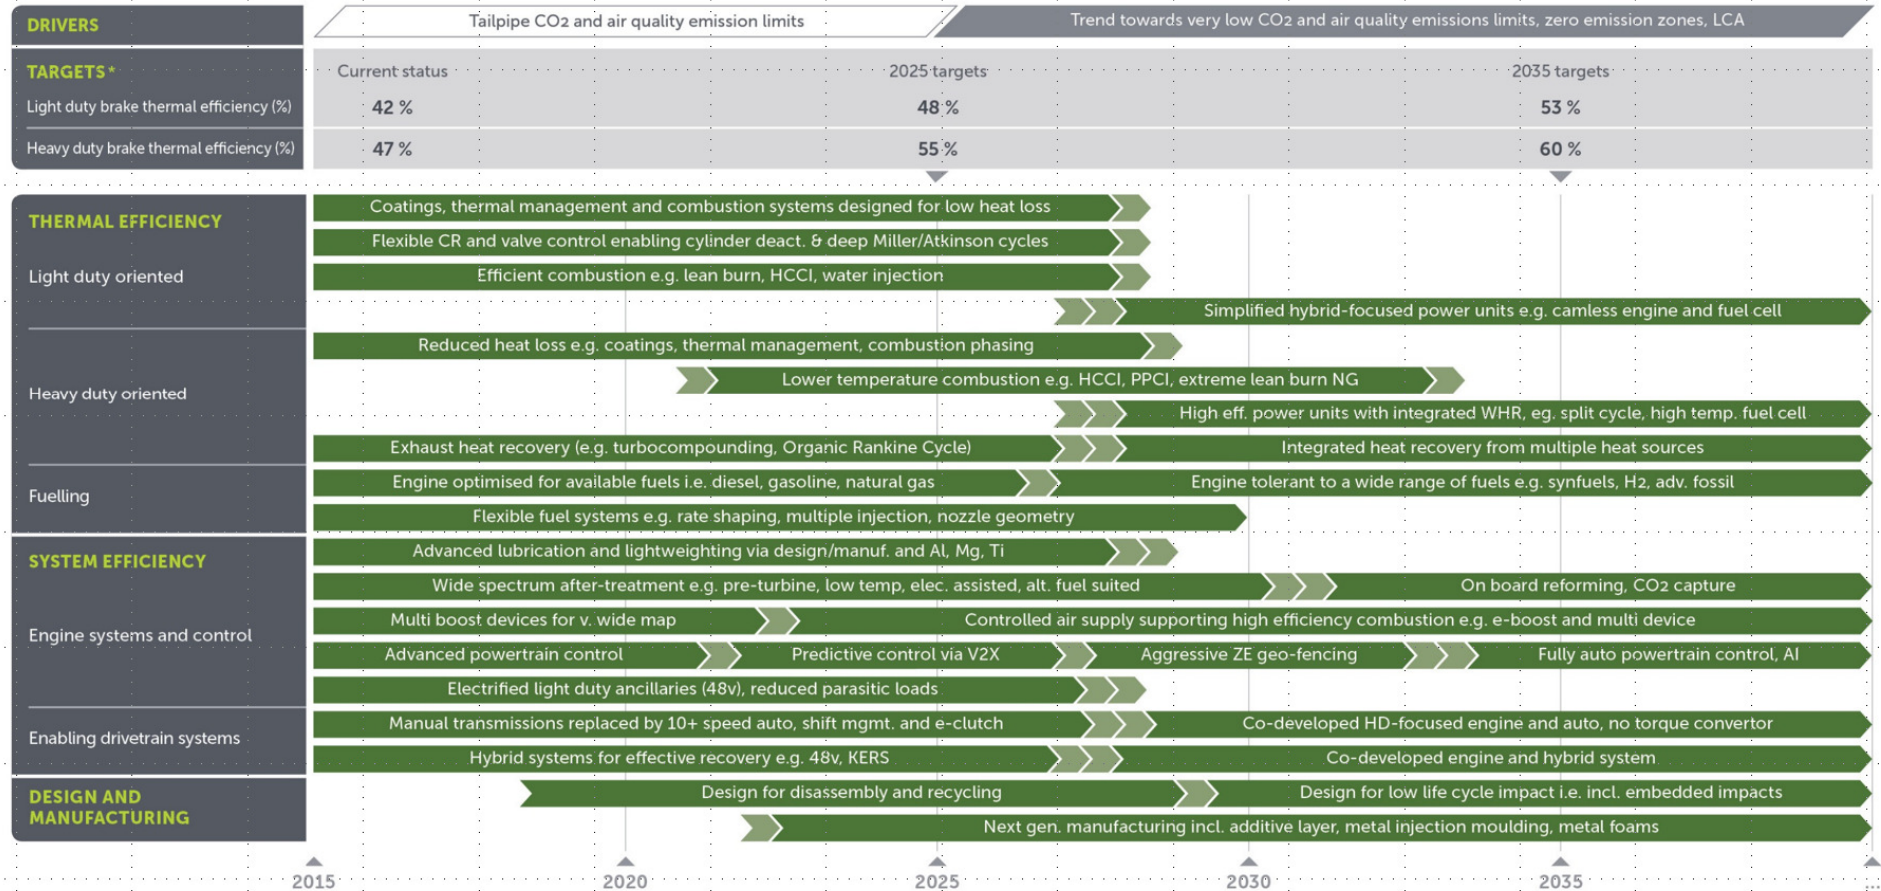 DRIVERS
Tailpipe CO2 and air quality emission limits
Trend towards very low CO2 and air quality emissions limits, zero emission zones, LCA
TARGETS*
Current status
2025 targets
2035 targets
Light duty brake thermal efficiency (%)
42 %
48 %
53 %
Heavy duty brake thermal efficiency (%)
47 %
55 %
60 %
THERMAL EFFICIENCY
Light duty oriented
Coatings, thermal management and combustion systems designed for low heat loss
Flexible CR and valve control enabling cylinder deact. & deep Miller/Atkinson cycles
Efficient combustion e.g. lean burn, HCCI, water injection
Simplified hybrid-focused power units e.g. camless engine and fuel cell
Heavy duty oriented
Reduced heat loss e.g. coatings, thermal management, combustion phasing
Lower temperature combustion e.g. HCCI, PPCI, extreme lean burn NG
High eff. power units with integrated WHR, eg. split cycle, high temp. fuel cell
Exhaust heat recovery (e.g. turbocompounding, Organic Rankine Cycle)
Integrated heat recovery from multiple heat sources
Fuelling
Engine optimised for available fuels i.e. diesel, gasoline, natural gas
Engine tolerant to a wide range of fuels e.g. synfuels, H2, adv. fossil
Flexible fuel systems e.g. rate shaping, multiple injection, nozzle geometry
SYSTEM EFFICIENCY
Engine systems and control
Advanced lubrication and lightweighting via design/manuf. and Al, Mg, Ti
Wide spectrum after-treatment e.g. pre-turbine, low temp, elec. assisted, alt. fuel suited
On board reforming, CO2 capture
Multi boost devices for v. wide map
Controlled air supply supporting high efficiency combustion e.g. e-boost and multi device
Advanced powertrain control
Predictive control via V2X
Aggressive ZE geo-fencing
Fully auto powertrain control, AI
Electrified light duty ancillaries (48v), reduced parasitic loads
Enabling drivetrain systems
Manual transmissions replaced by 10+ speed auto, shift mgmt. and e-clutch
Co-developed HD-focused engine and auto, no torque convertor
Hybrid systems for effective recovery e.g. 48v, KERS
Co-developed engine and hybrid system
DESIGN AND
MANUFACTURING
Design for disassembly and recycling
Design for low life cycle impact i.e. incl. embedded impacts
Next gen. manufacturing incl. additive layer, metal injection moulding, metal foams
2015
2020
2025
2030
2035
...